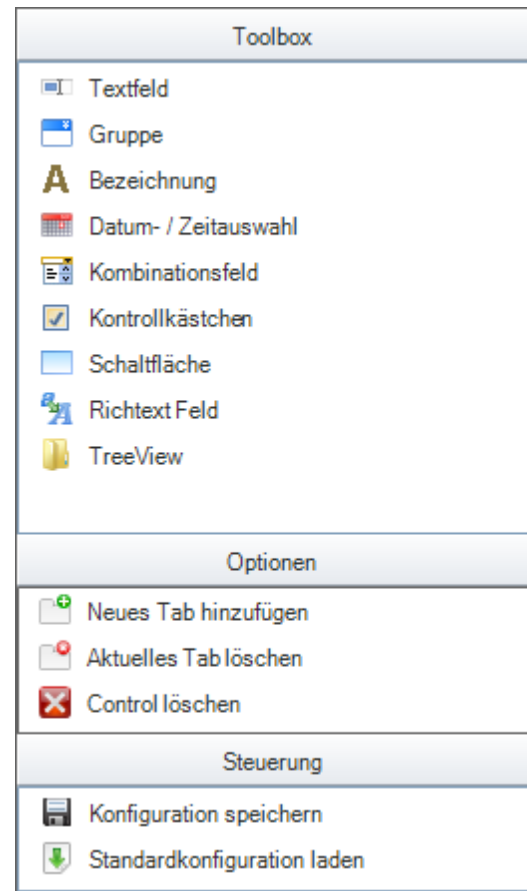 Toolbox
Textfeld
Gruppe
Bezeichnung
Datum- / Zeitauswahl
Kombinationsfeld
Kontrollkästchen
Schaltfläche
Richtext Feld
TreeView
Optionen
Neues Tab hinzufügen
Aktuelles Tab löschen
Control löschen
Steuerung
Konfiguration speichern
Standardkonfiguration laden